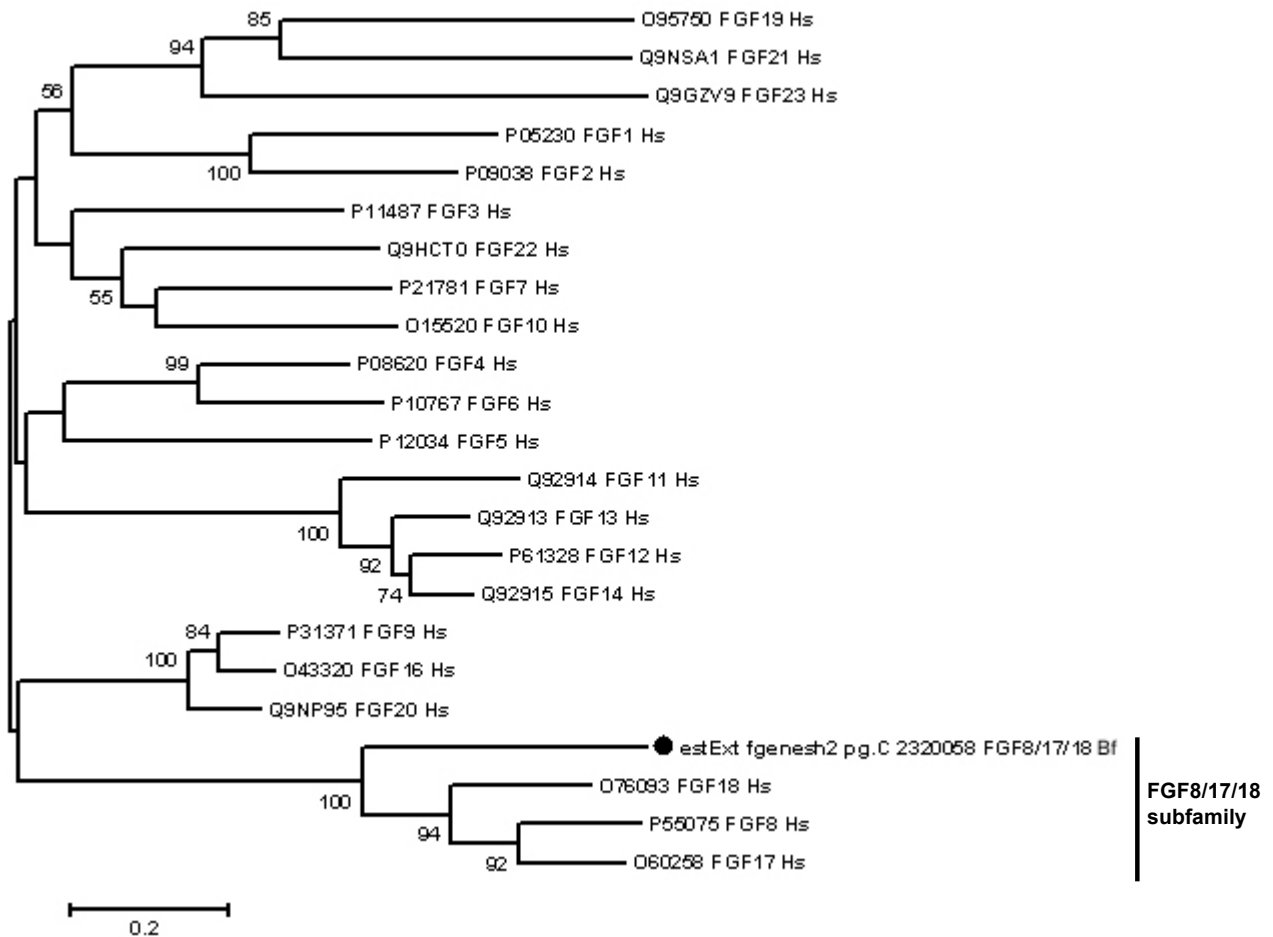 85
O95750 FGF19 Hs
94
Q9NSA1 FGF21 Hs
56
Q9GZV9 FGF23 Hs
P05230 FGF1 Hs
100
P09038 FGF2 Hs
P11487 FGF3 Hs
Q9HCT0 FGF22 Hs
55
P21781 FGF7 Hs
O15520 FGF10 Hs
99
P08620 FGF4 Hs
P10767 FGF6 Hs
P12034 FGF5 Hs
Q92914 FGF11 Hs
100
Q92913 FGF13 Hs
92
P61328 FGF12 Hs
74
Q92915 FGF14 Hs
84
P31371 FGF9 Hs
100
O43320 FGF16 Hs
Q9NP95 FGF20 Hs
estExt fgenesh2 pg.C 2320058 FGF8/17/18 Bf
100
O76093 FGF18 Hs
94
P55075 FGF8 Hs
92
O60258 FGF17 Hs
FGF8/17/18
subfamily
0.2